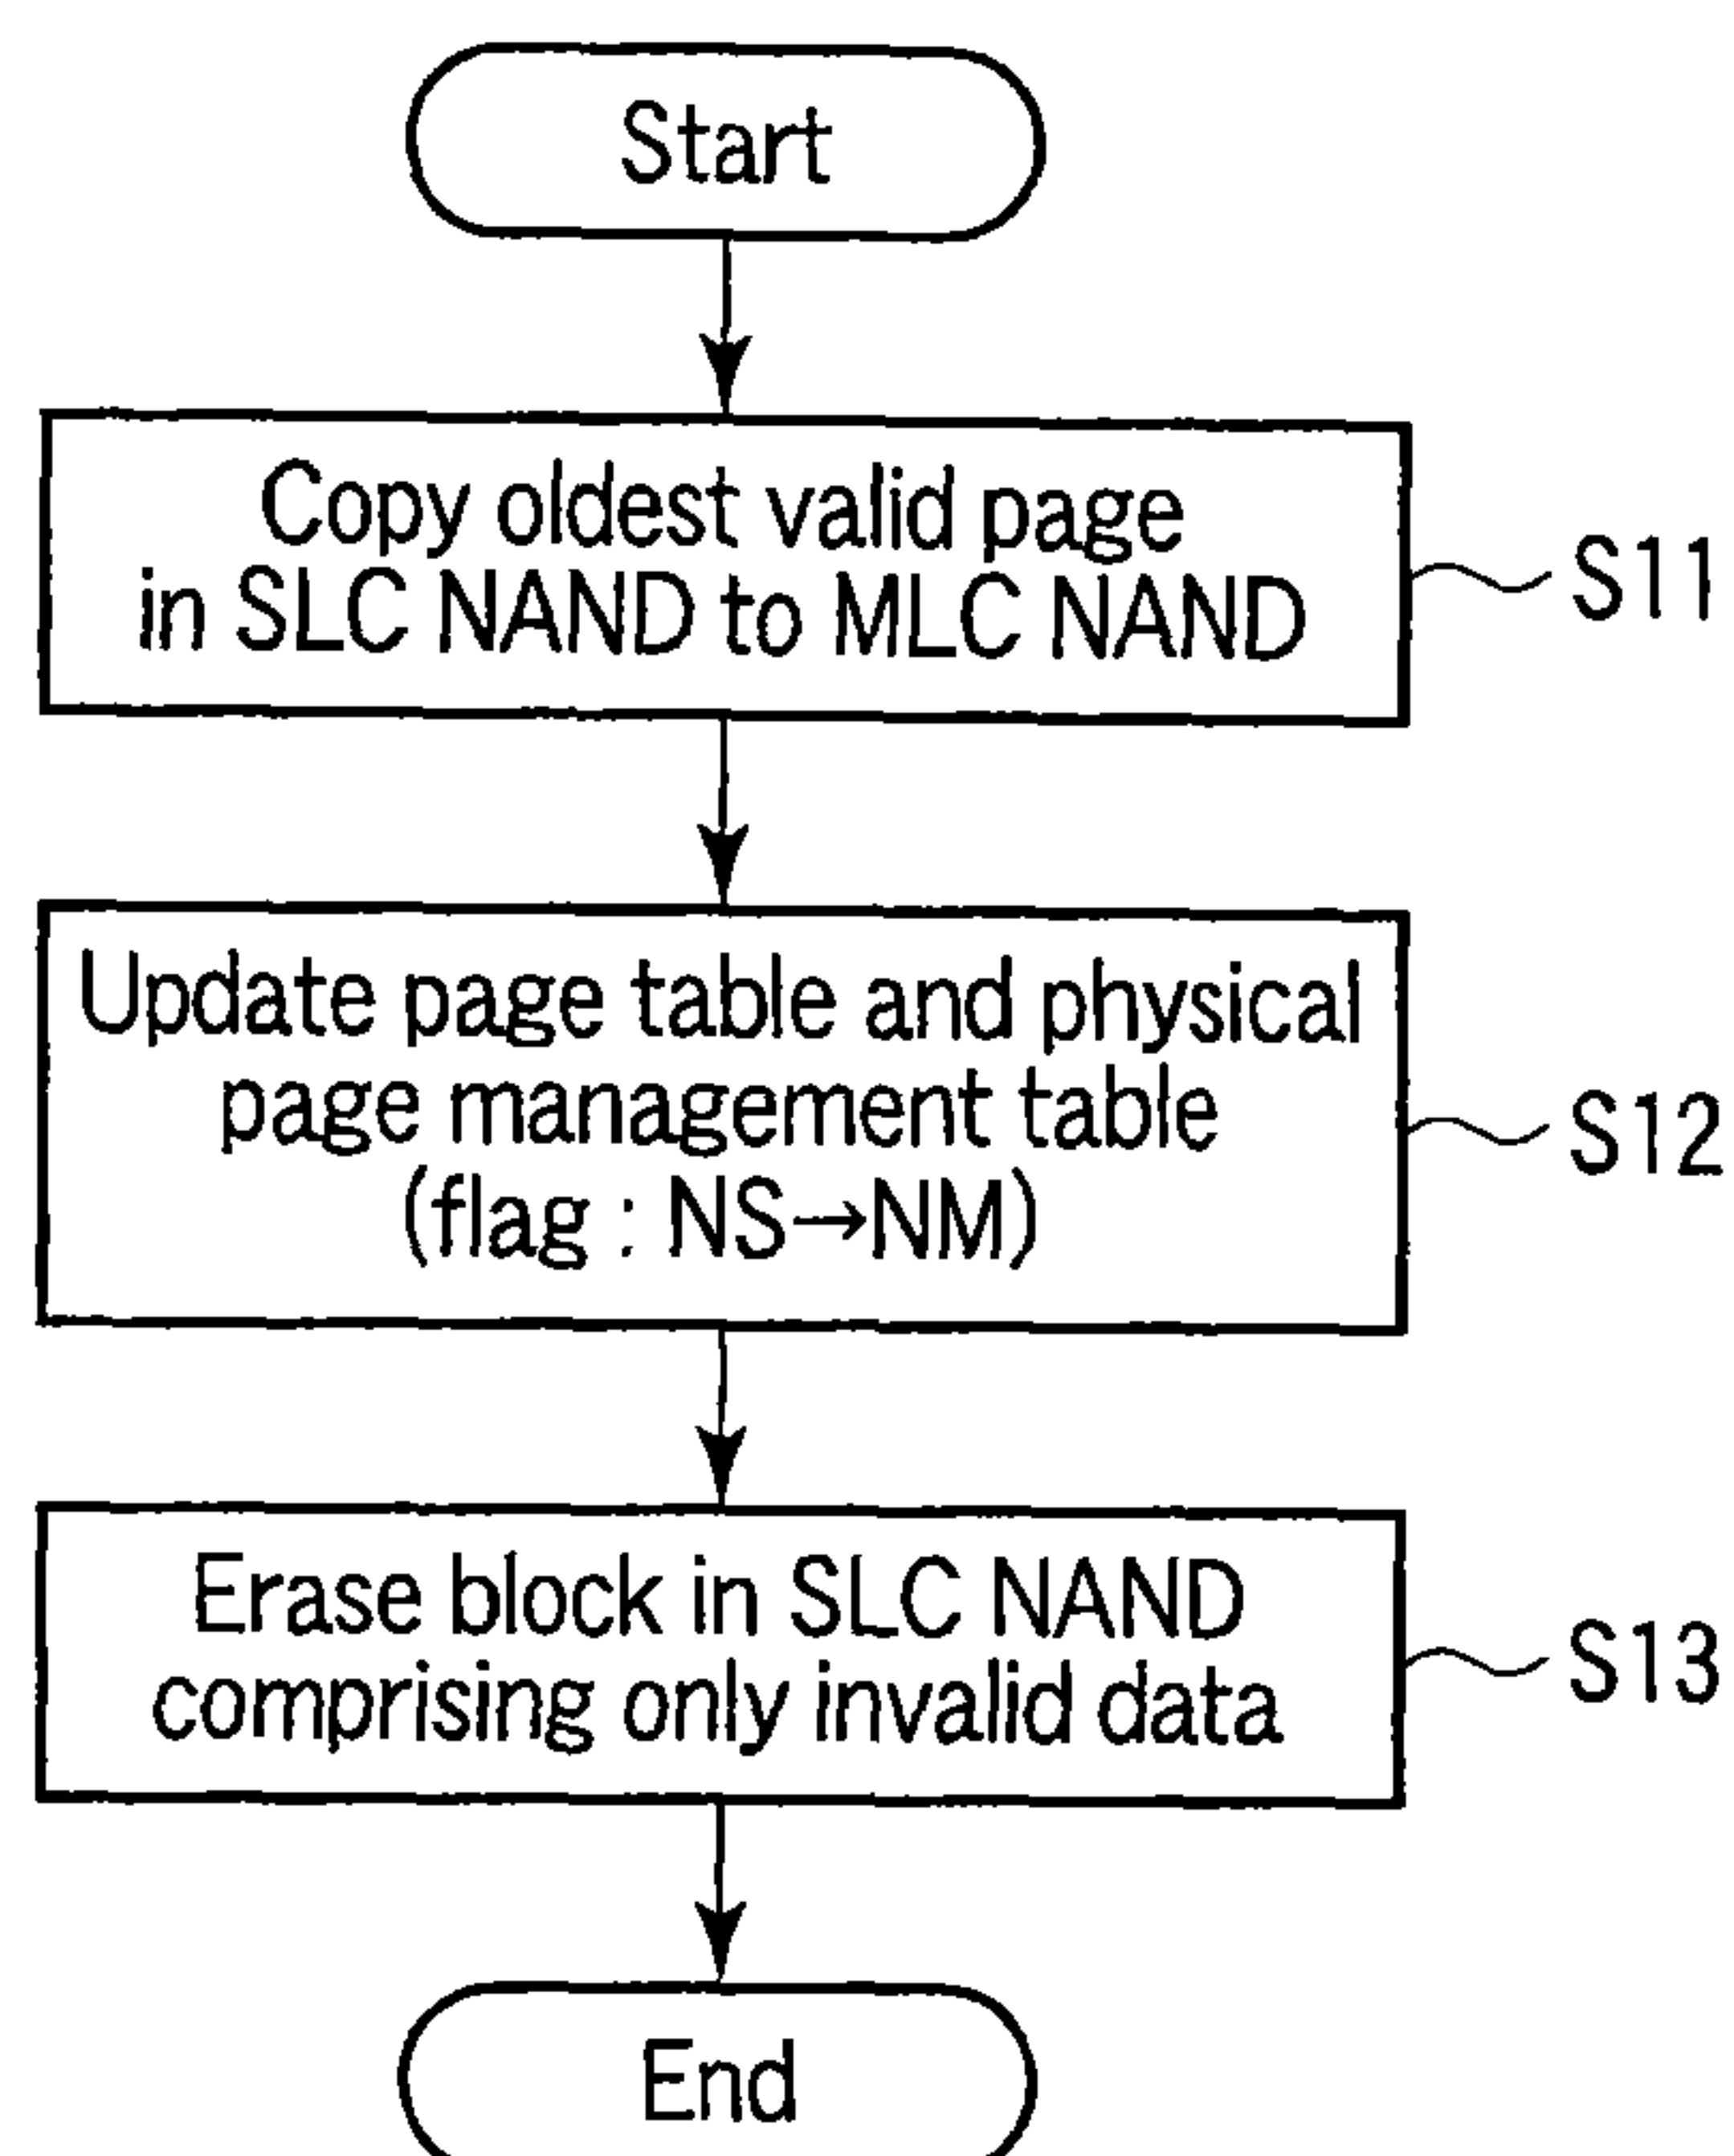 Start
Copy oldest valid page
in SLC NAND to MLC NAND
S11
Update page table and physical
page management table
(flag : NS→NM)
S12
Erase block in SLC NAND
comprising only invalid data
S13
End